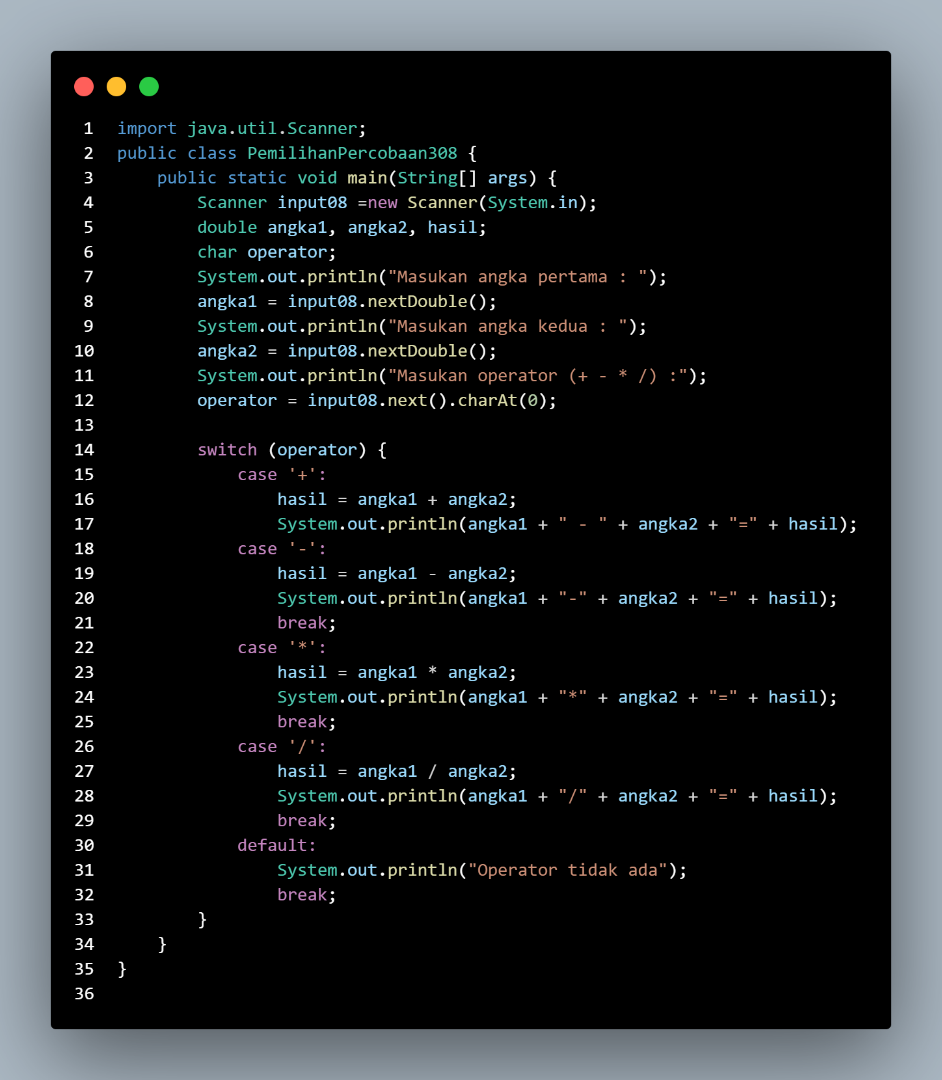 1 import java.util.Scanner;
2 public class PemilihanPercobaan308 {
3     public static void main(String[] args) {
4         Scanner input08 =new Scanner(System.in);
5         double angka1, angka2, hasil;
6         char operator;
7         System.out.println("Masukan angka pertama : ");
8         angka1 = input08.nextDouble();
9         System.out.println("Masukan angka kedua : ");
10         angka2 = input08.nextDouble();
11         System.out.println("Masukan operator (+ - * /) :");
12         operator = input08.next().charAt(0);
13
14         switch (operator) {
15             case '+':
16                 hasil = angka1 + angka2;
17                 System.out.println(angka1 + " - " + angka2 + "=" + hasil);
18             case '-':
19                 hasil = angka1 - angka2;
20                 System.out.println(angka1 + "-" + angka2 + "=" + hasil);
21                 break;
22             case '*':
23                 hasil = angka1 * angka2;
24                 System.out.println(angka1 + "*" + angka2 + "=" + hasil);
25                 break;
26             case '/':
27                 hasil = angka1 / angka2;
28                 System.out.println(angka1 + "/" + angka2 + "=" + hasil);
29                 break;
30             default:
31                 System.out.println("Operator tidak ada");
32                 break;
33         }
34     }
35 }
36